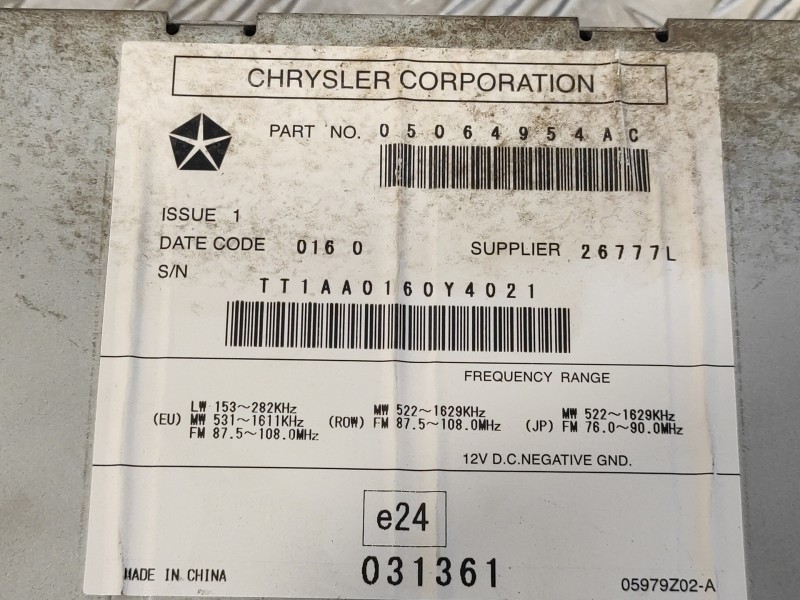 CHRYSLER CORPORATION
PART NO. 05064954AC
ISSUE 1
DATE CODE 0160 SUPPLIER 26777L
S/N
TT1AA0160Y4021
FREQUENCY RANGE
(EU) LW 153~282KHz
MW 531~1611KHz
FM 87.5~108.0MHz
(ROW) MW 522~1629KHz
FM 87.5~108.0MHz
(JP) MW 522~1629KHz
FM 76.0~90.0MHz
12V D.C.NEGATIVE GND.
e24
031361
MADE IN CHINA
05979Z02-A